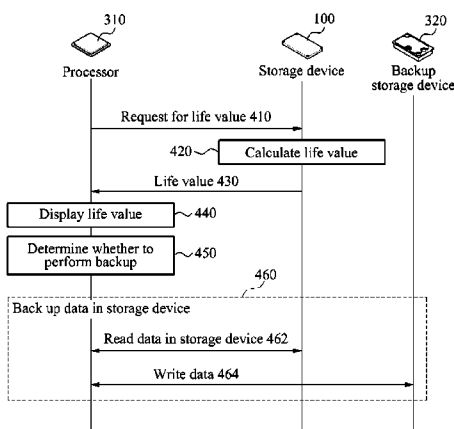 310
100
320
Processor
Storage device
Backup
storage device
Request for life value 410
420
Calculate life value
Life value 430
Display life value
440
Determine whether to
perform backup
450
460
Back up data in storage device
Read data in storage device 462
Write data 464